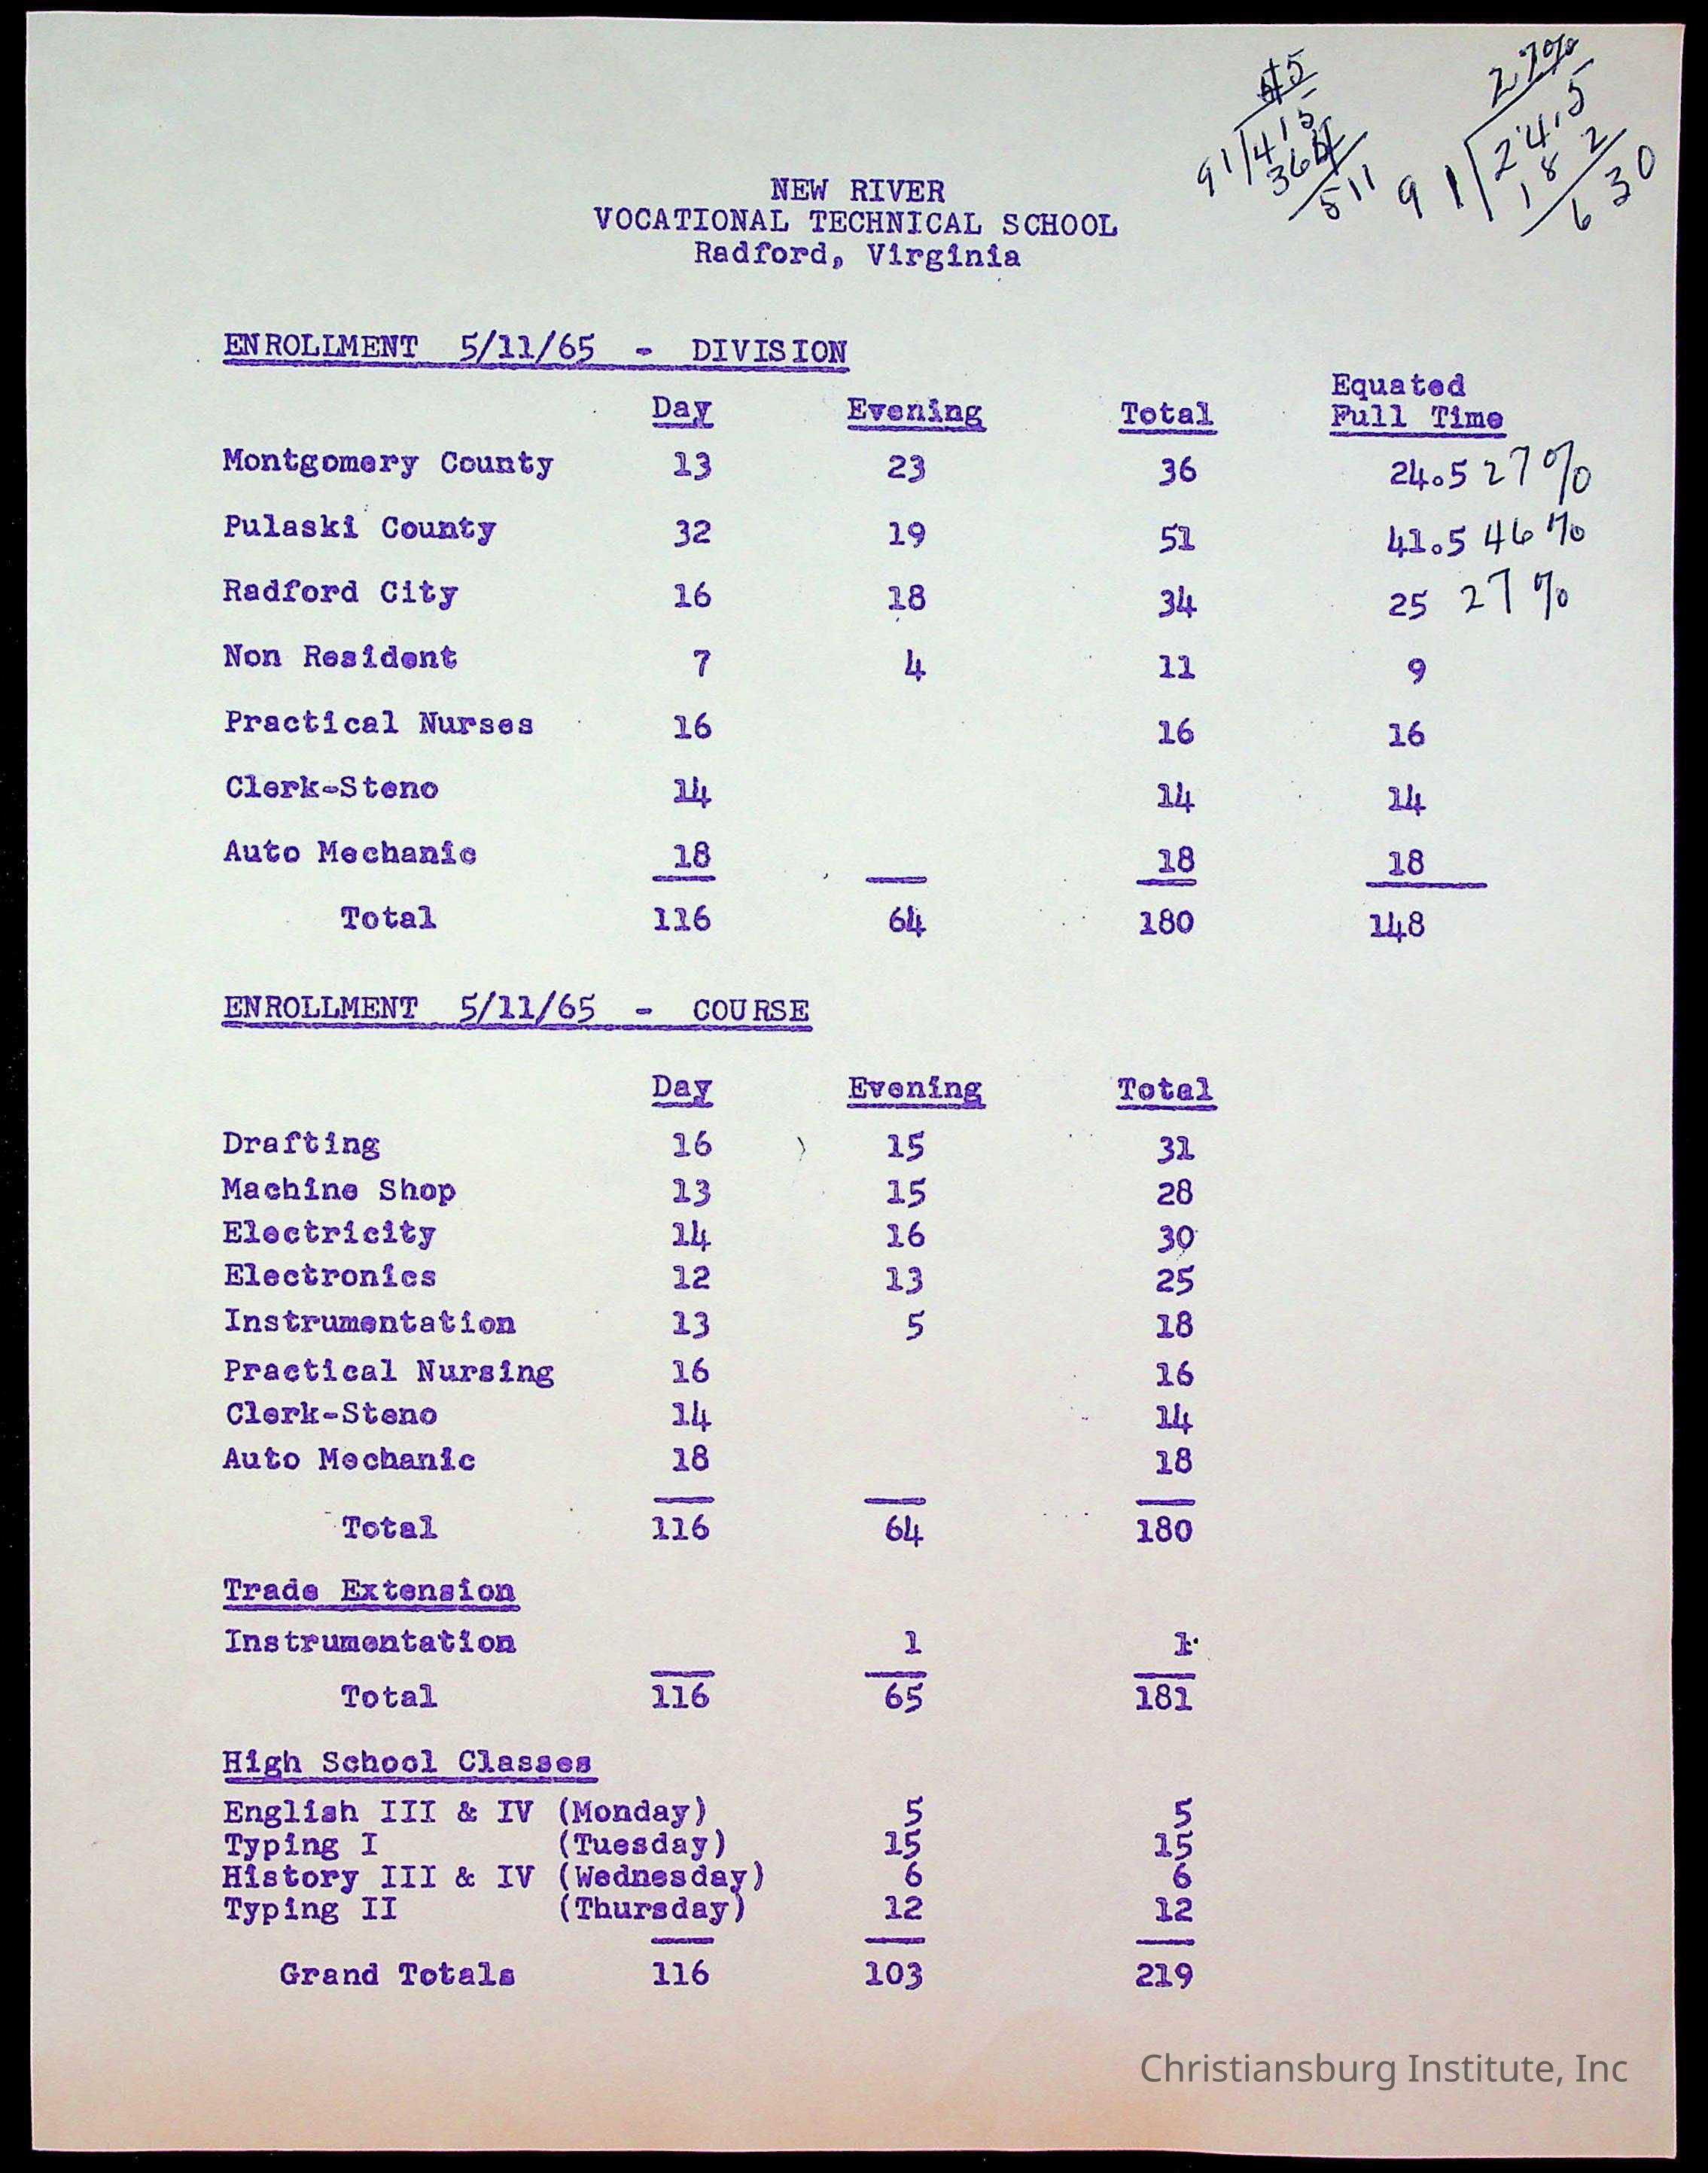 45
91/415
364
511
27%
91/24.5
18 2
6 30
NEW RIVER
VOCATIONAL TECHNICAL SCHOOL
Radford, Virginia
ENROLLMENT 5/11/65 - DIVISION
Day Evening Total Equated Full Time
Montgomery County 13 23 36 24.5 27%
Pulaski County 32 19 51 41.5 46%
Radford City 16 18 34 25 27%
Non Resident 7 4 11 9
Practical Nurses 16 16 16
Clerk-Steno 14 14 14
Auto Mechanic 18 18 18
Total 116 64 180 148
ENROLLMENT 5/11/65 - COURSE
Day Evening Total
Drafting 16 15 31
Machine Shop 13 15 28
Electricity 14 16 30
Electronics 12 13 25
Instrumentation 13 5 18
Practical Nursing 16 16
Clerk-Steno 14 14
Auto Mechanic 18 18
Total 116 64 180
Trade Extension
Instrumentation 1 1
Total 116 65 181
High School Classes
English III & IV (Monday) 5 5
Typing I (Tuesday) 15 15
History III & IV (Wednesday) 6 6
Typing II (Thursday) 12 12
Grand Totals 116 103 219
Christiansburg Institute, Inc